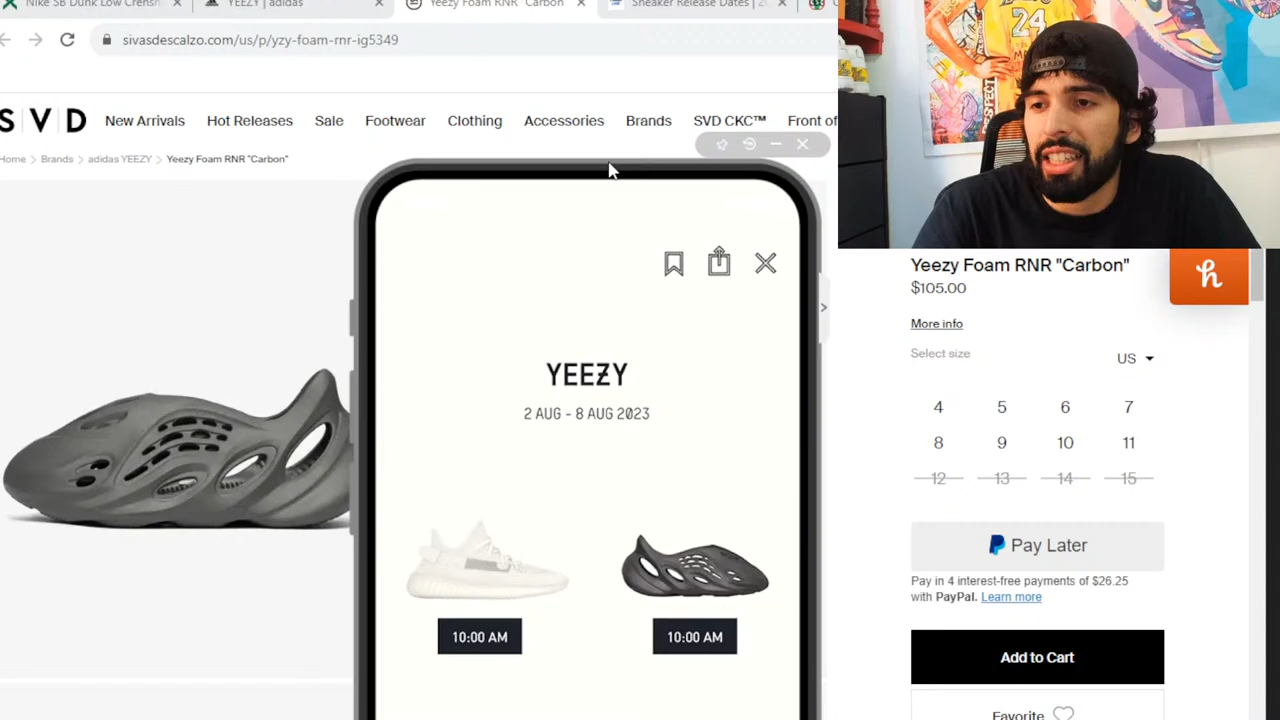 Nike SB Dunk Low Crensh
YEEZY | adidas
Yeezy Foam RNR "Carbon"
Sneaker Release Dates | 20
sivasdescalzo.com/us/p/yzy-foam-rnr-ig5349
S V D
New Arrivals
Hot Releases
Sale
Footwear
Clothing
Accessories
Brands
SVD CKC™
Front of
Home > Brands > adidas YEEZY > Yeezy Foam RNR "Carbon"
YEEZY
2 AUG - 8 AUG 2023
10:00 AM
10:00 AM
24
RESPECT
Yeezy Foam RNR "Carbon"
$105.00
h
More info
Select size
US
4 5 6 7
8 9 10 11
12 13 14 15
Pay Later
Pay in 4 interest-free payments of $26.25
with PayPal. Learn more
Add to Cart
Favorite